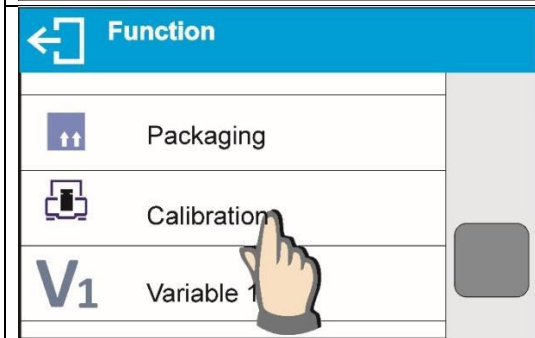 Function
Packaging
Calibration
V1 Variable 1